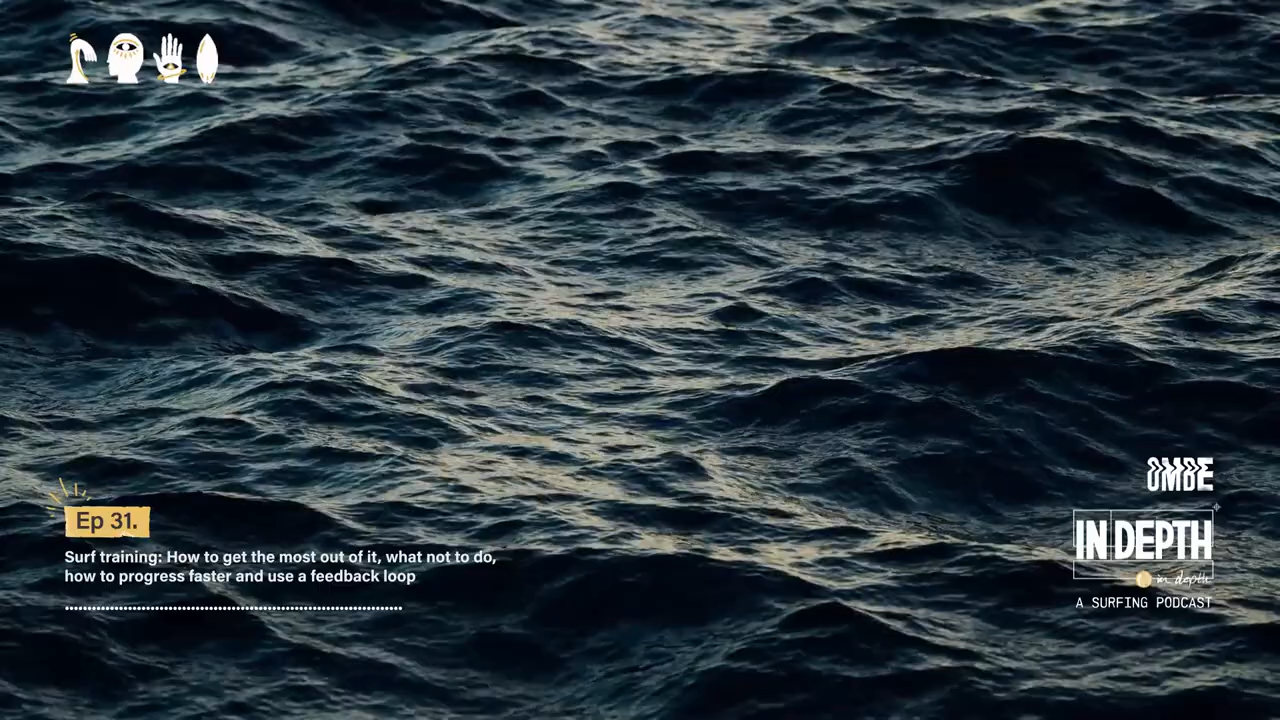 Ep 31.
Surf training: How to get the most out of it, what not to do,
how to progress faster and use a feedback loop
OMBE
IN DEPTH
in depth
A SURFING PODCAST